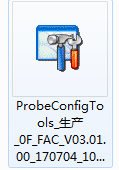 ProbeConfigTo
ols_生产
_0F_FAC_V03.01.
00_170704_10...